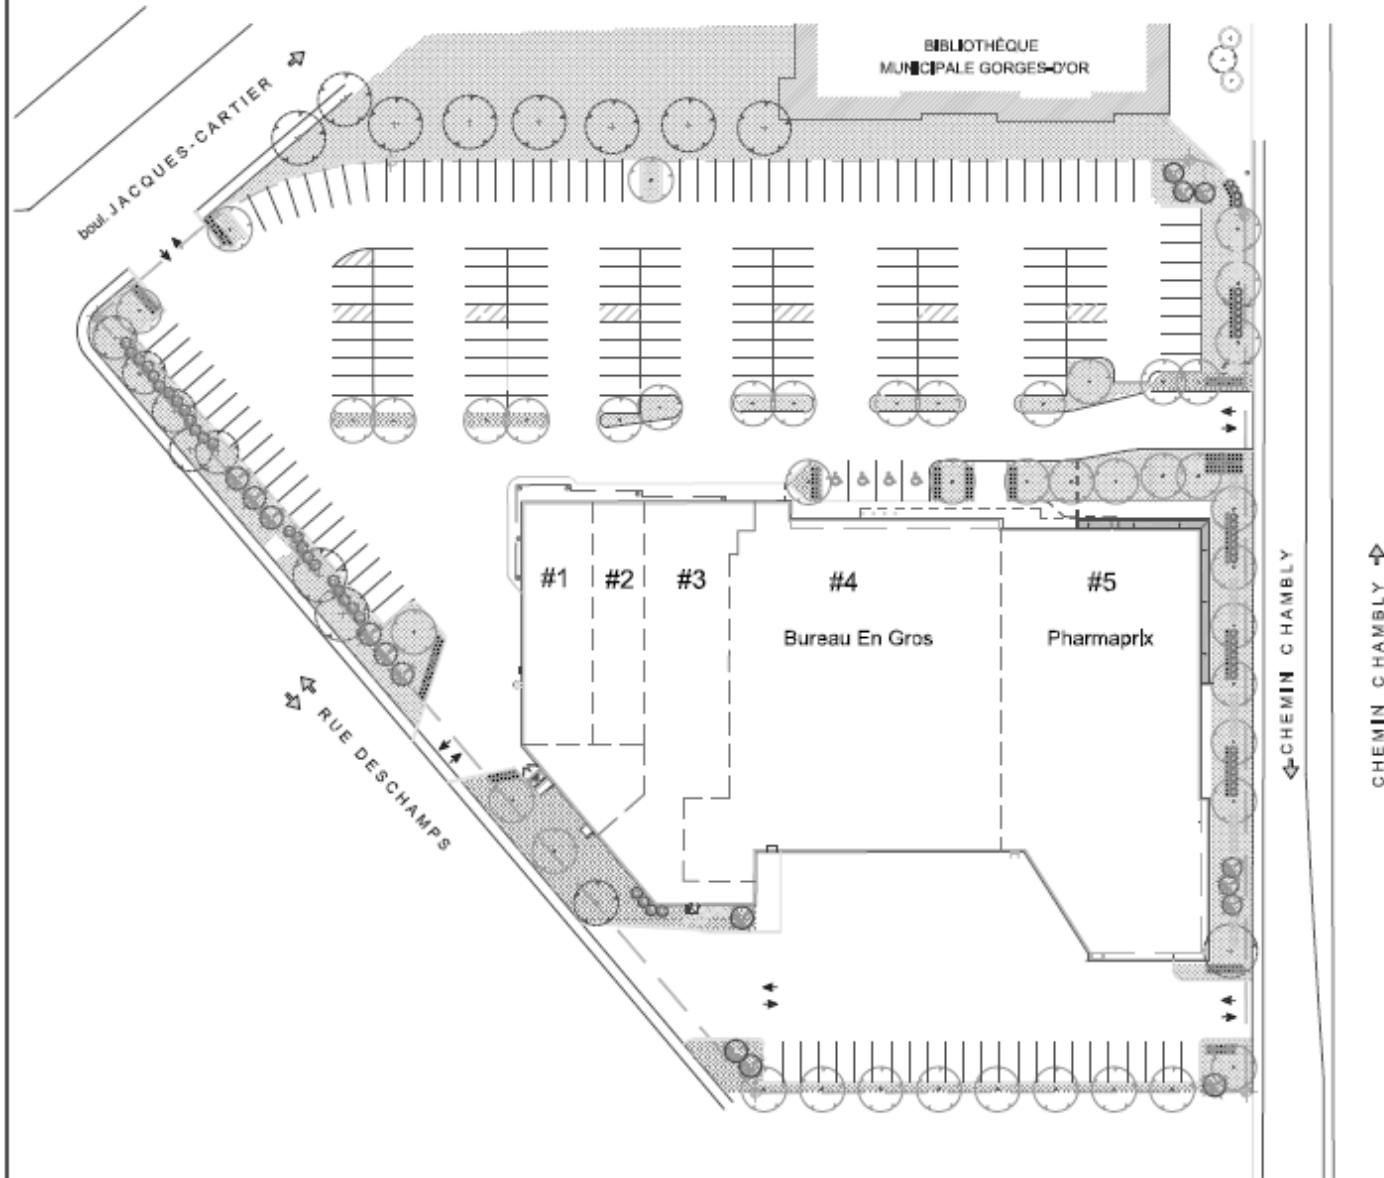 BIBLIOTHÈQUE
MUNICIPALE GORGES-D'OR
boul. JACQUES-CARTIER
#1
#2
#3
#4
#5
Bureau En Gros
Pharmaprix
RUE DESCHAMPS
CHEMIN CHAMBLY
CHEMIN CHAMBLY